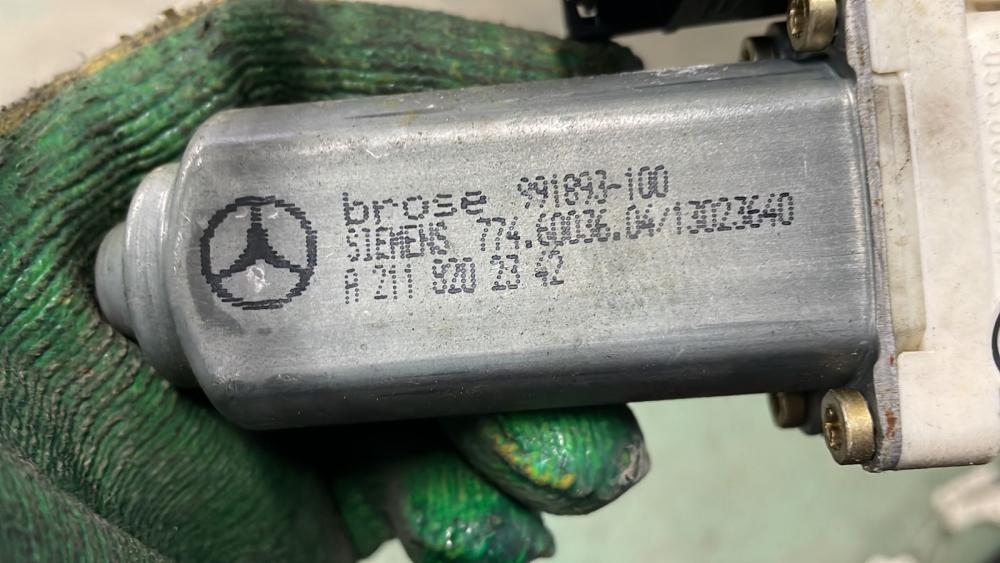 brose 991893-100
SIEMENS 774.60036.04/13023640
A 211 820 23 42